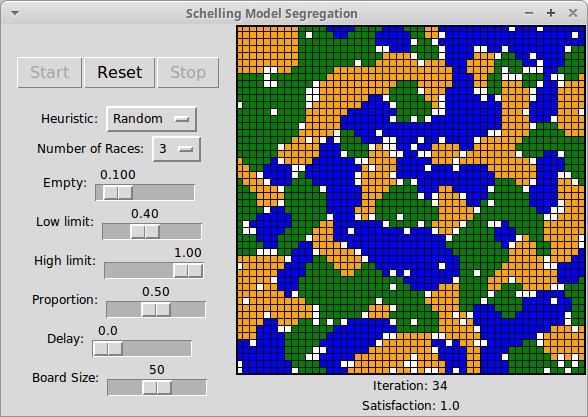 Schelling Model Segregation
Start Reset Stop
Heuristic: Random
Number of Races: 3
Empty: 0.100
Low limit: 0.40
High limit: 1.00
Proportion: 0.50
Delay: 0.0
Board Size: 50
Iteration: 34
Satisfaction: 1.0